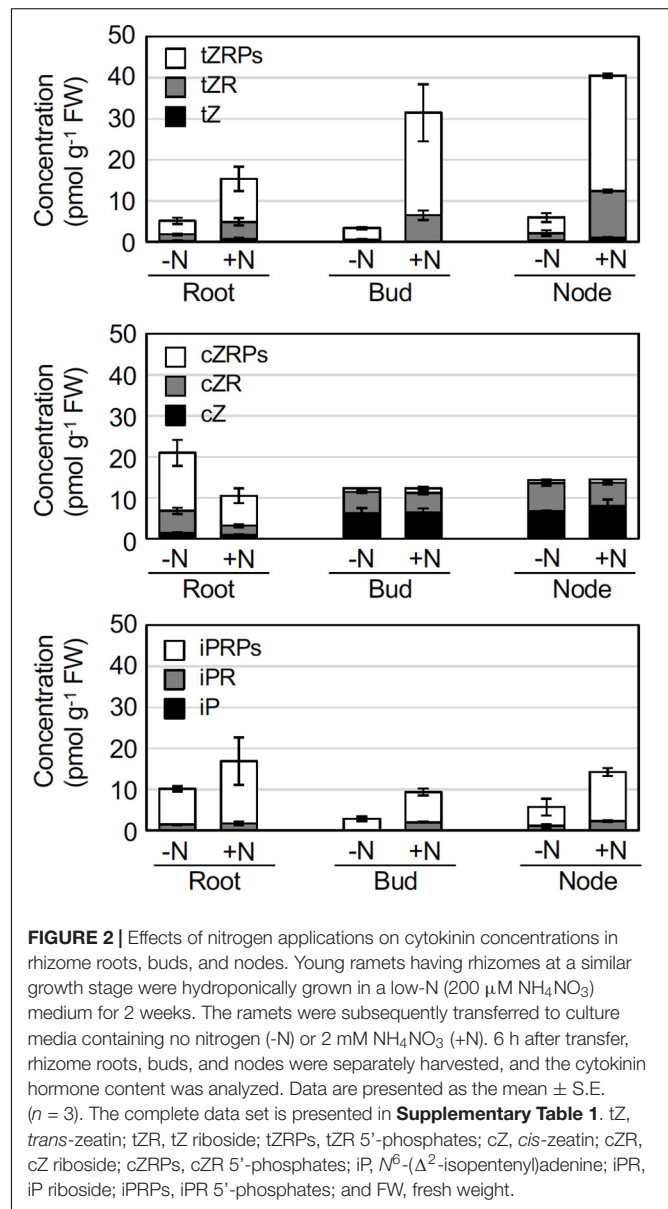 50
40
30
20
10
0
Concentration
(pmol g-1 FW)
tZRPs
tZR
tZ
-N +N -N +N -N +N
Root Bud Node
50
40
30
20
10
0
Concentration
(pmol g-1 FW)
cZRPs
cZR
cZ
-N +N -N +N -N +N
Root Bud Node
50
40
30
20
10
0
Concentration
(pmol g-1 FW)
iPRPs
iPR
iP
-N +N -N +N -N +N
Root Bud Node
FIGURE 2 | Effects of nitrogen applications on cytokinin concentrations in
rhizome roots, buds, and nodes. Young ramets having rhizomes at a similar
growth stage were hydroponically grown in a low-N (200 μM NH4NO3)
medium for 2 weeks. The ramets were subsequently transferred to culture
media containing no nitrogen (-N) or 2 mM NH4NO3 (+N). 6 h after transfer,
rhizome roots, buds, and nodes were separately harvested, and the cytokinin
hormone content was analyzed. Data are presented as the mean ± S.E.
(n = 3). The complete data set is presented in Supplementary Table 1. tZ,
trans-zeatin; tZR, tZ riboside; tZRPs, tZR 5'-phosphates; cZ, cis-zeatin; cZR,
cZ riboside; cZRPs, cZR 5'-phosphates; iP, N6-(Δ2-isopentenyl)adenine; iPR,
iP riboside; iPRPs, iPR 5'-phosphates; and FW, fresh weight.